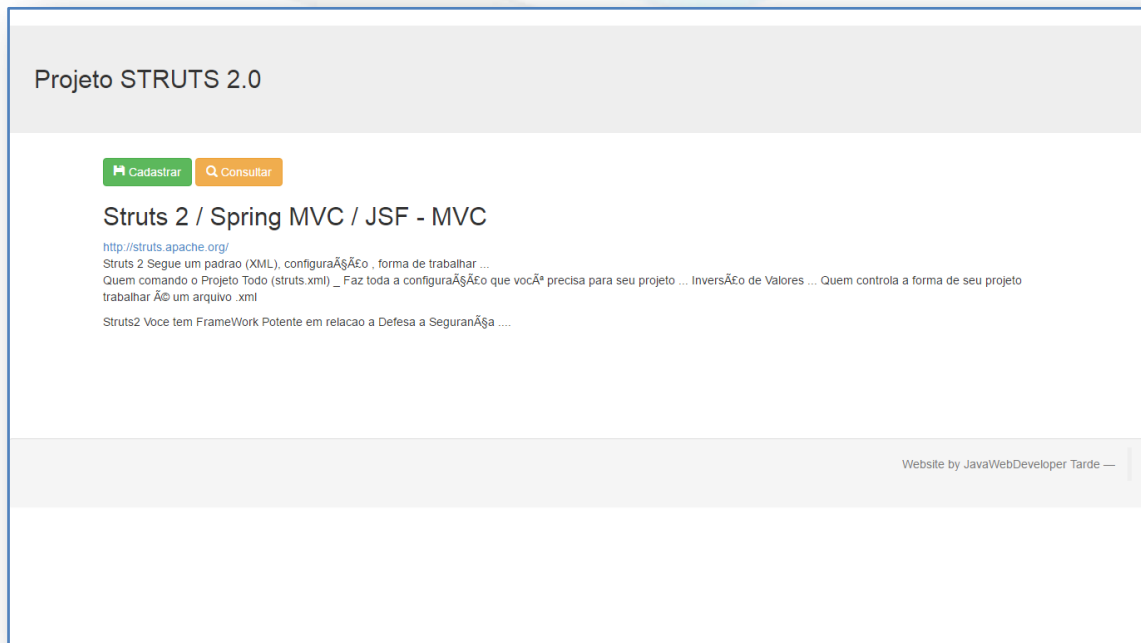 Projeto STRUTS 2.0
Cadastrar Consultar
Struts 2 / Spring MVC / JSF - MVC
http://struts.apache.org/
Struts 2 Segue um padrao (XML), configuraÃ§Ã£o , forma de trabalhar ...
Quem comando o Projeto Todo (struts.xml) _ Faz toda a configuraÃ§Ã£o que vocÃª precisa para seu projeto ... InversÃ£o de Valores ... Quem controla a forma de seu projeto
trabalhar Ã© um arquivo .xml
Struts2 Voce tem FrameWork Potente em relacao a Defesa a SeguranÃ§a ....
Website by JavaWebDeveloper Tarde —